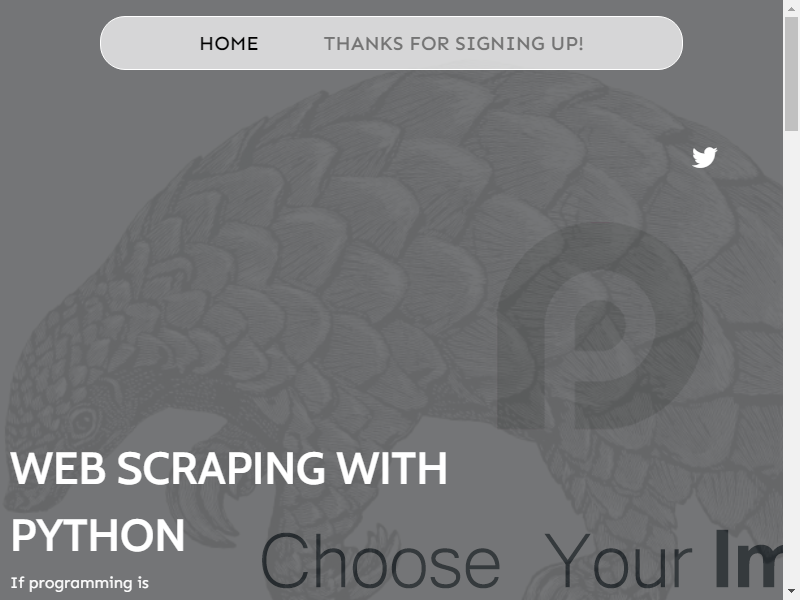 HOME
THANKS FOR SIGNING UP!
WEB SCRAPING WITH
PYTHON
If programming is
Choose Your Im